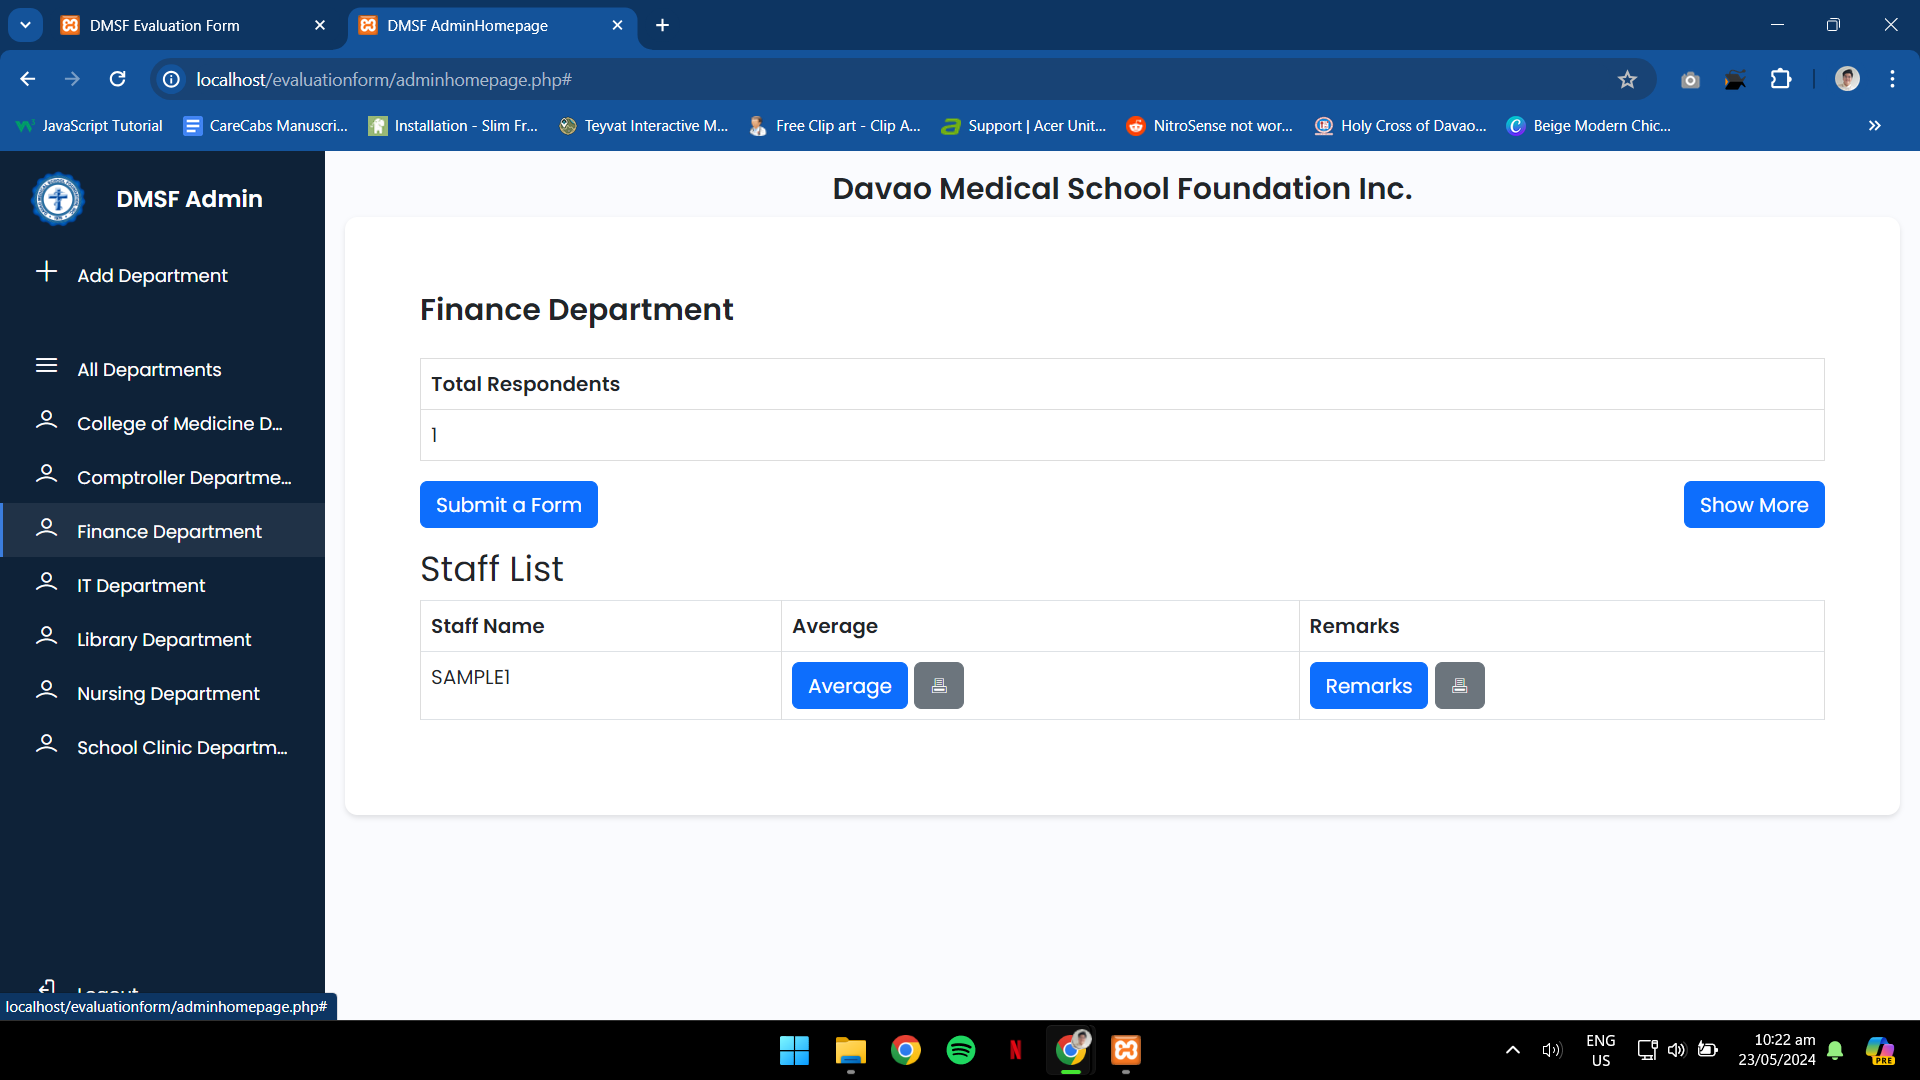 DMSF Evaluation Form
DMSF AdminHomepage
localhost/evaluationform/adminhomepage.php#
JavaScript Tutorial
CareCabs Manuscri...
Installation - Slim Fr...
Teyvat Interactive M...
Free Clip art - Clip A...
Support | Acer Unit...
NitroSense not wor...
Holy Cross of Davao...
Beige Modern Chic...
DMSF Admin
Add Department
All Departments
College of Medicine D...
Comptroller Departme...
Finance Department
IT Department
Library Department
Nursing Department
School Clinic Departm...
Logout
localhost/evaluationform/adminhomepage.php#
Davao Medical School Foundation Inc.
Finance Department
Total Respondents
1
Submit a Form
Show More
Staff List
Staff Name Average Remarks
SAMPLE1 Average Remarks
ENG
US
10:22 am
23/05/2024
PRE